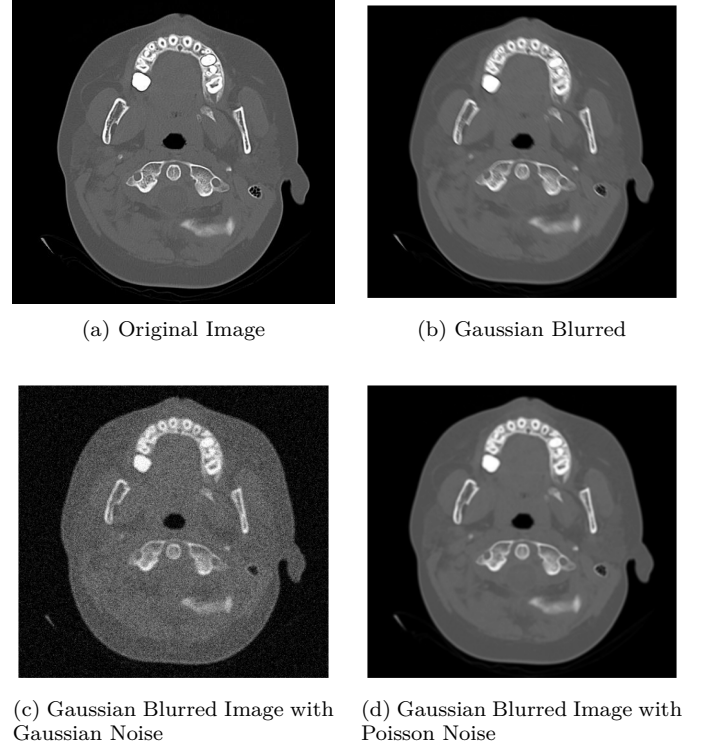 (a) Original Image
(b) Gaussian Blurred
(c) Gaussian Blurred Image with
Gaussian Noise
(d) Gaussian Blurred Image with
Poisson Noise